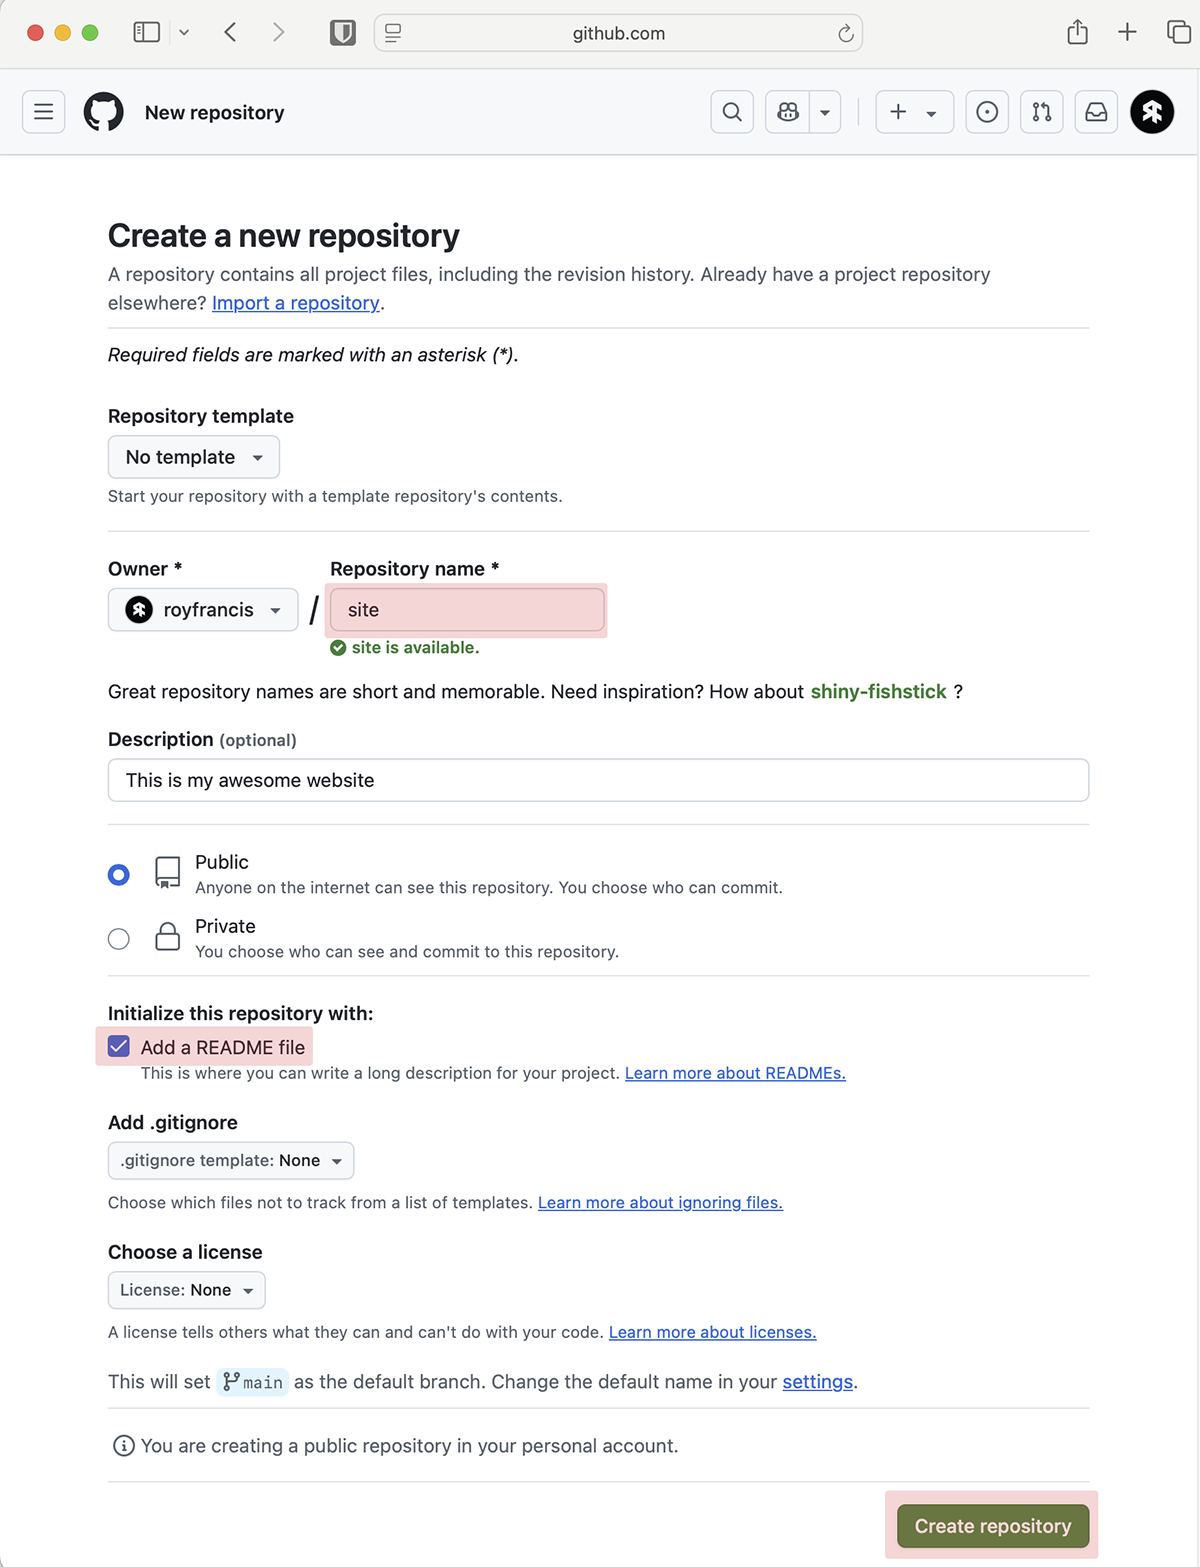 github.com
New repository
Create a new repository
A repository contains all project files, including the revision history. Already have a project repository
elsewhere? Import a repository.
Required fields are marked with an asterisk (*).
Repository template
No template
Start your repository with a template repository's contents.
Owner * Repository name *
royfrancis / site
site is available.
Great repository names are short and memorable. Need inspiration? How about shiny-fishstick ?
Description (optional)
This is my awesome website
Public
Anyone on the internet can see this repository. You choose who can commit.
Private
You choose who can see and commit to this repository.
Initialize this repository with:
Add a README file
This is where you can write a long description for your project. Learn more about READMEs.
Add .gitignore
.gitignore template: None
Choose which files not to track from a list of templates. Learn more about ignoring files.
Choose a license
License: None
A license tells others what they can and can't do with your code. Learn more about licenses.
This will set main as the default branch. Change the default name in your settings.
You are creating a public repository in your personal account.
Create repository